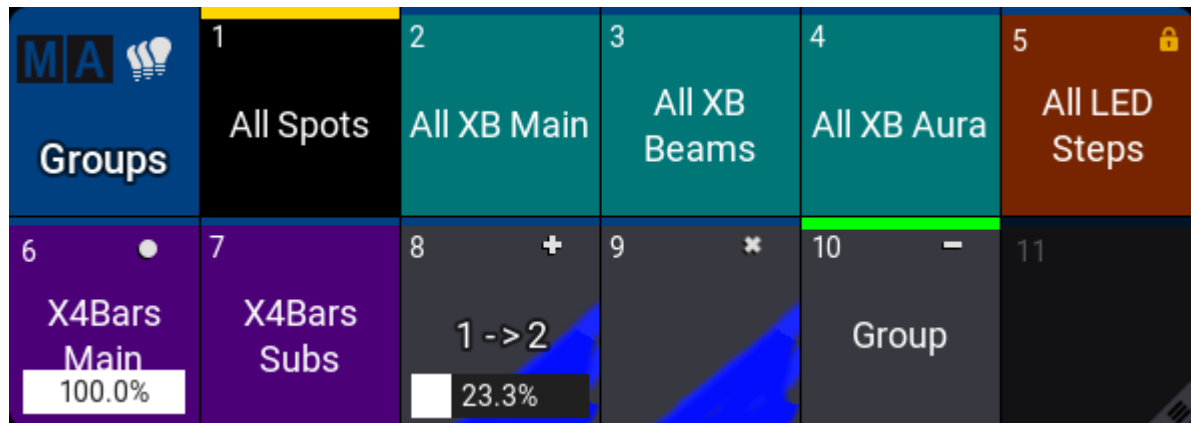 MA
Groups
1
All Spots
2
All XB Main
3
All XB
Beams
4
All XB Aura
5
All LED
Steps
6
X4Bars
Main
100.0%
7
X4Bars
Subs
8
1 -> 2
23.3%
9
10
Group
11